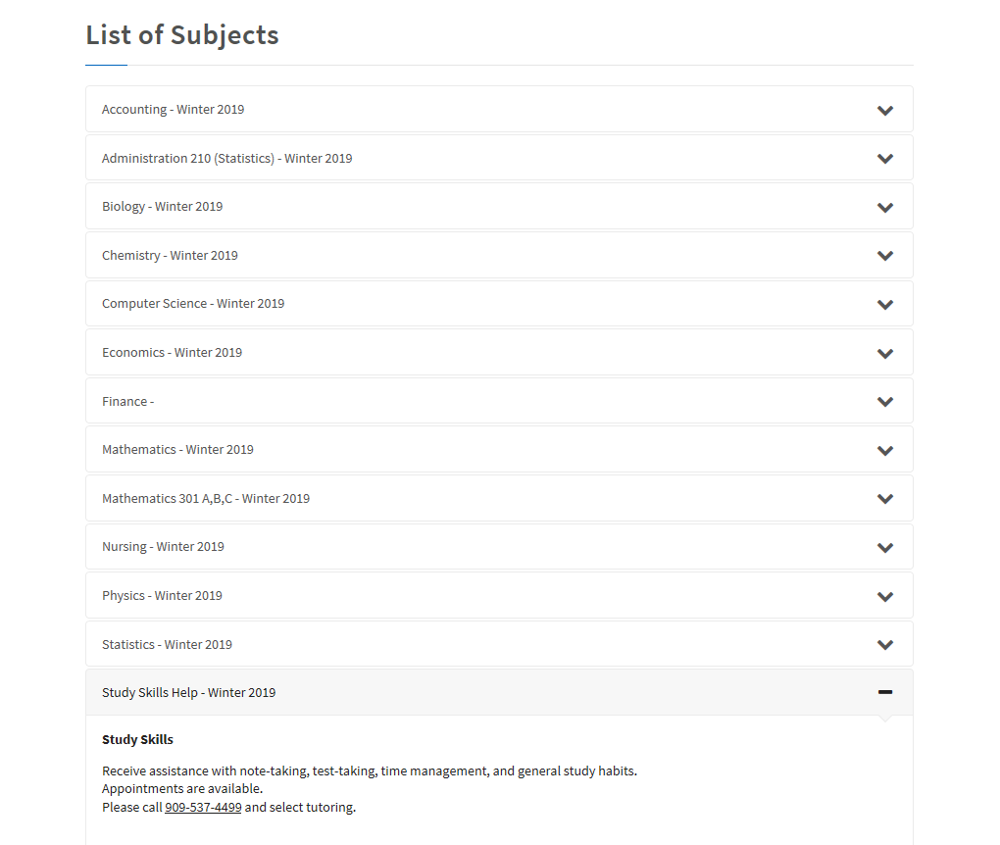 List of Subjects
Accounting - Winter 2019
Administration 210 (Statistics) - Winter 2019
Biology - Winter 2019
Chemistry - Winter 2019
Computer Science - Winter 2019
Economics - Winter 2019
Finance -
Mathematics - Winter 2019
Mathematics 301 A,B,C - Winter 2019
Nursing - Winter 2019
Physics - Winter 2019
Statistics - Winter 2019
Study Skills Help - Winter 2019
Study Skills
Receive assistance with note-taking, test-taking, time management, and general study habits.
Appointments are available.
Please call 909-537-4499 and select tutoring.